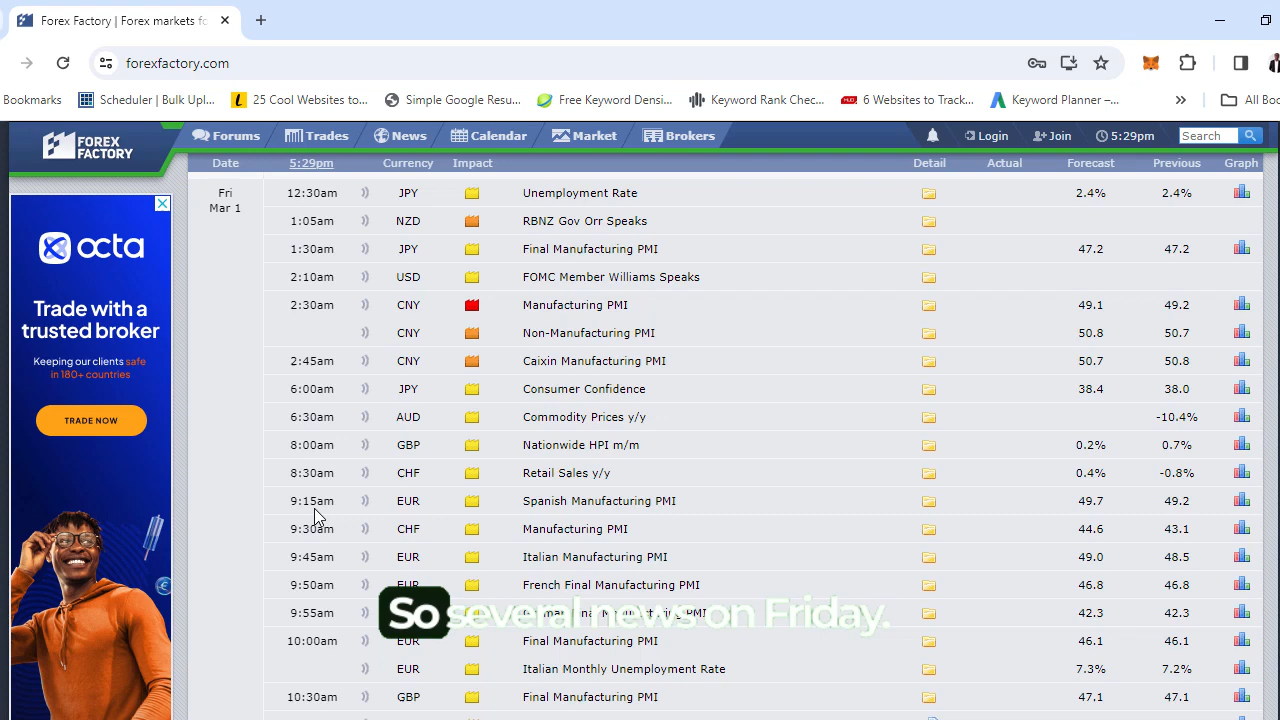 Forex Factory | Forex markets fo
forexfactory.com
Bookmarks Scheduler | Bulk Upl... 25 Cool Websites to... Simple Google Resu... Free Keyword Densi... Keyword Rank Chec... 6 Websites to Track... Keyword Planner –... » All Bo
FOREX FACTORY Forums Trades News Calendar Market Brokers Login Join 5:29pm Search
Date 5:29pm Currency Impact Detail Actual Forecast Previous Graph
Fri Mar 1
12:30am JPY Unemployment Rate 2.4% 2.4%
1:05am NZD RBNZ Gov Orr Speaks
1:30am JPY Final Manufacturing PMI 47.2 47.2
2:10am USD FOMC Member Williams Speaks
2:30am CNY Manufacturing PMI 49.1 49.2
CNY Non-Manufacturing PMI 50.8 50.7
2:45am CNY Caixin Manufacturing PMI 50.7 50.8
6:00am JPY Consumer Confidence 38.4 38.0
6:30am AUD Commodity Prices y/y -10.4%
8:00am GBP Nationwide HPI m/m 0.2% 0.7%
8:30am CHF Retail Sales y/y 0.4% -0.8%
9:15am EUR Spanish Manufacturing PMI 49.7 49.2
9:30am CHF Manufacturing PMI 44.6 43.1
9:45am EUR Italian Manufacturing PMI 49.0 48.5
9:50am EUR French Final Manufacturing PMI 46.8 46.8
9:55am PMI 42.3 42.3
So several news on Friday.
10:00am EUR Final Manufacturing PMI 46.1 46.1
EUR Italian Monthly Unemployment Rate 7.3% 7.2%
10:30am GBP Final Manufacturing PMI 47.1 47.1
octa
Trade with a
trusted broker
Keeping our clients safe
in 180+ countries
TRADE NOW